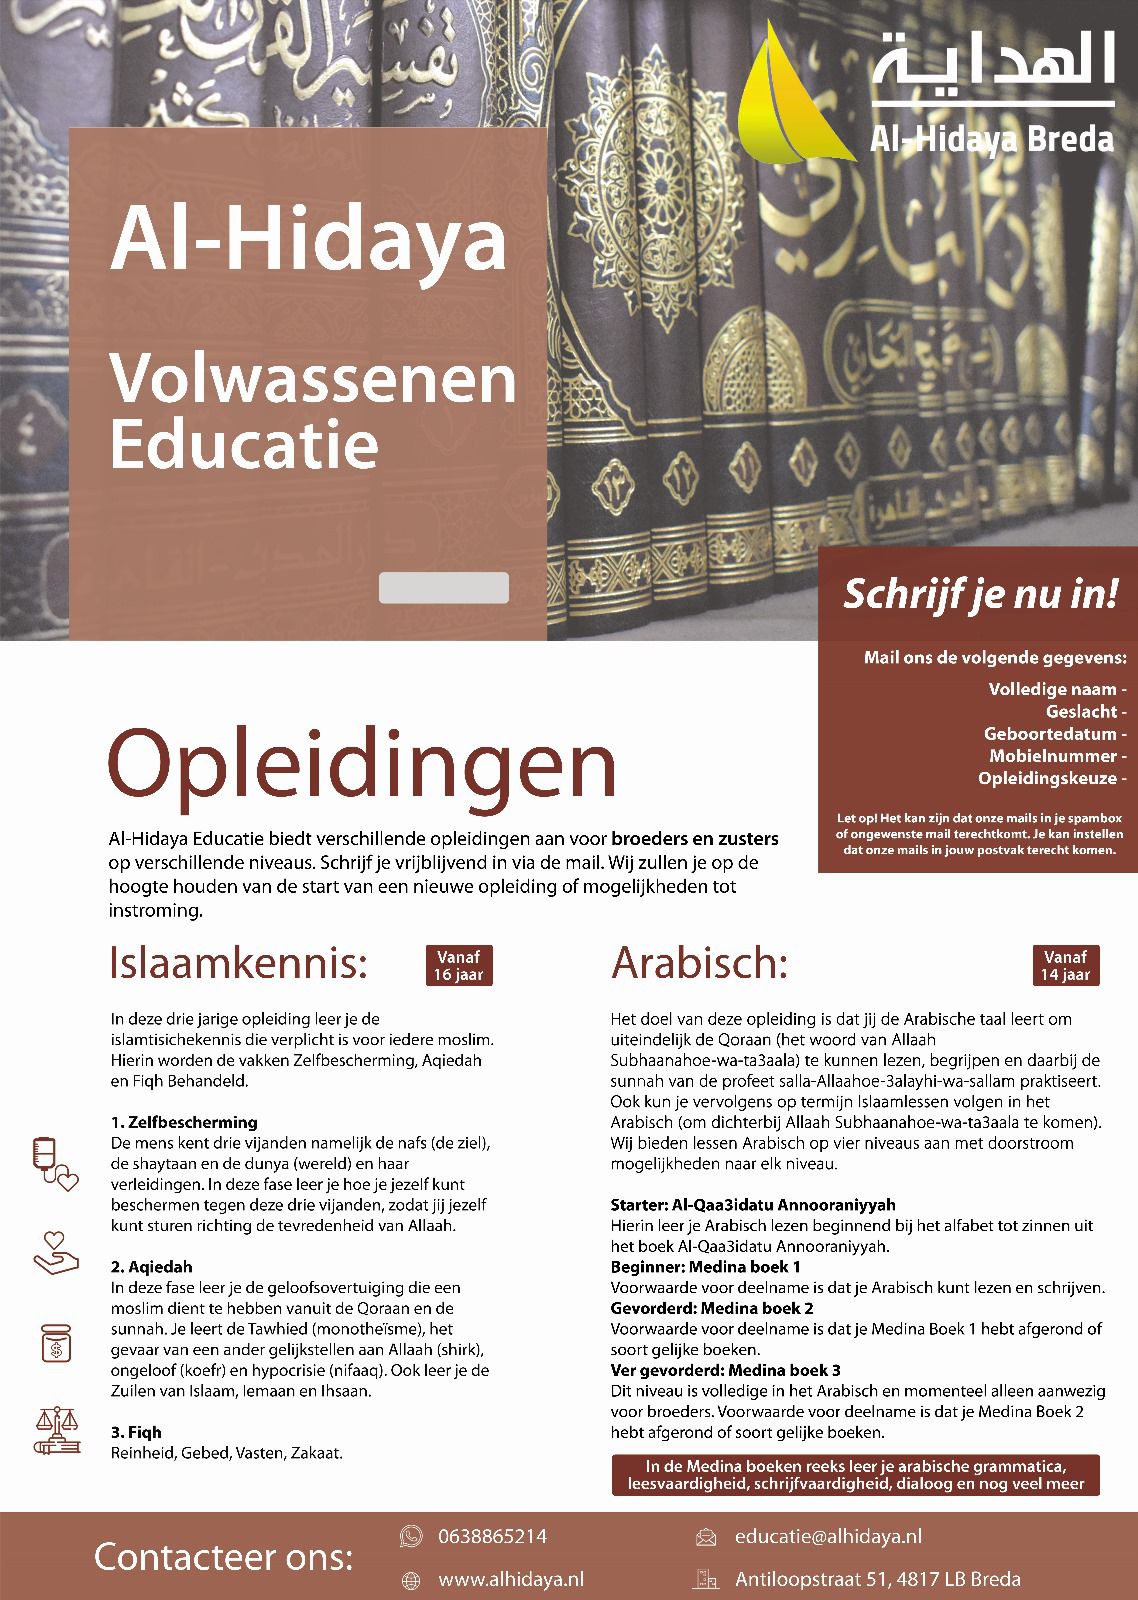 تفسير القرآن
كثير
الهداية
Al-Hidaya Breda
Al-Hidaya
Volwassenen
Educatie
١٣
١٢
١١
٩
Schrijf je nu in!
Mail ons de volgende gegevens:
Volledige naam -
Geslacht -
Geboortedatum -
Mobielnummer -
Opleidingskeuze -
Let op! Het kan zijn dat onze mails in je spambox
of ongewenste mail terechtkomt. Je kan instellen
dat onze mails in jouw postvak terecht komen.
Opleidingen
Al-Hidaya Educatie biedt verschillende opleidingen aan voor broeders en zusters
op verschillende niveaus. Schrijf je vrijblijvend in via de mail. Wij zullen je op de
hoogte houden van de start van een nieuwe opleiding of mogelijkheden tot
instroming.
Islaamkennis:
Vanaf
16 jaar
In deze drie jarige opleiding leer je de
islamtisichekennis die verplicht is voor iedere moslim.
Hierin worden de vakken Zelfbescherming, Aqiedah
en Fiqh Behandeld.
1. Zelfbescherming
De mens kent drie vijanden namelijk de nafs (de ziel),
de shaytaan en de dunya (wereld) en haar
verleidingen. In deze fase leer je hoe je jezelf kunt
beschermen tegen deze drie vijanden, zodat jij jezelf
kunt sturen richting de tevredenheid van Allaah.
2. Aqiedah
In deze fase leer je de geloofsovertuiging die een
moslim dient te hebben vanuit de Qoraan en de
sunnah. Je leert de Tawhied (monotheïsme), het
gevaar van een ander gelijkstellen aan Allaah (shirk),
ongeloof (koefr) en hypocrisie (nifaaq). Ook leer je de
Zuilen van Islaam, Iemaan en Ihsaan.
3. Fiqh
Reinheid, Gebed, Vasten, Zakaat.
Arabisch:
Vanaf
14 jaar
Het doel van deze opleiding is dat jij de Arabische taal leert om
uiteindelijk de Qoraan (het woord van Allaah
Subhaanahoe-wa-ta3aala) te kunnen lezen, begrijpen en daarbij de
sunnah van de profeet salla-Allaahoe-3alayhi-wa-sallam praktiseert.
Ook kun je vervolgens op termijn Islaamlessen volgen in het
Arabisch (om dichterbij Allaah Subhaanahoe-wa-ta3aala te komen).
Wij bieden lessen Arabisch op vier niveaus aan met doorstroom
mogelijkheden naar elk niveau.
Starter: Al-Qaa3idatu Annooraniyyah
Hierin leer je Arabisch lezen beginnend bij het alfabet tot zinnen uit
het boek Al-Qaa3idatu Annooraniyyah.
Beginner: Medina boek 1
Voorwaarde voor deelname is dat je Arabisch kunt lezen en schrijven.
Gevorderd: Medina boek 2
Voorwaarde voor deelname is dat je Medina Boek 1 hebt afgerond of
soort gelijke boeken.
Ver gevorderd: Medina boek 3
Dit niveau is volledige in het Arabisch en momenteel alleen aanwezig
voor broeders. Voorwaarde voor deelname is dat je Medina Boek 2
hebt afgerond of soort gelijke boeken.
In de Medina boeken reeks leer je arabische grammatica,
leesvaardigheid, schrijfvaardigheid, dialoog en nog veel meer
Contacteer ons:
0638865214
educatie@alhidaya.nl
www.alhidaya.nl
Antiloopstraat 51, 4817 LB Breda